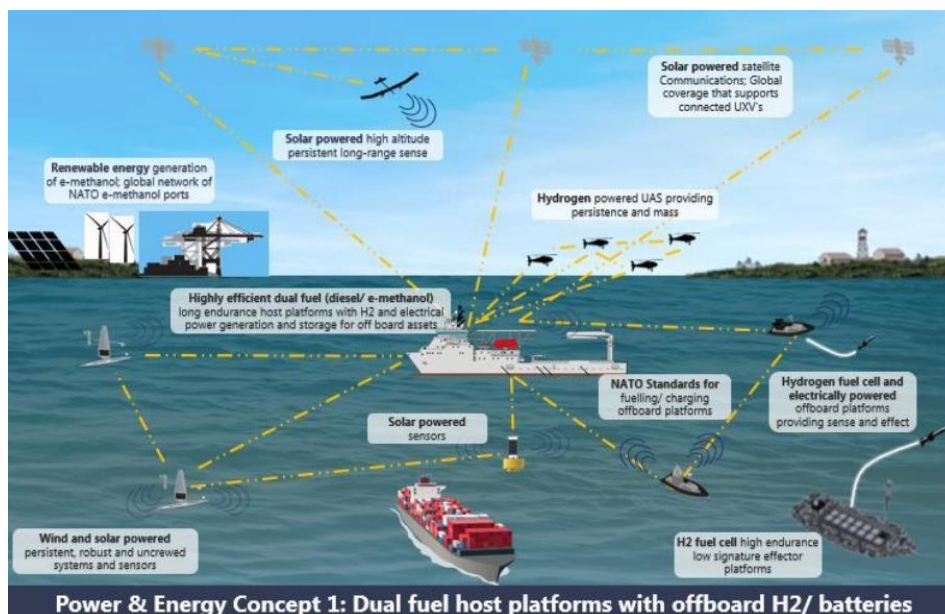 Solar powered satellite
Communications; Global
coverage that supports
connected UXV's
Solar powered high altitude
persistent long-range sense
Renewable energy generation
of e-methanol; global network of
NATO e-methanol ports
Hydrogen powered UAS providing
persistence and mass
Highly efficient dual fuel (diesel/ e-methanol)
long endurance host platforms with H2 and electrical
power generation and storage for off board assets
NATO Standards for
fuelling/ charging
offboard platforms
Hydrogen fuel cell and
electrically powered
offboard platforms
providing sense and effect
Solar powered
sensors
Wind and solar powered
persistent, robust and uncrewed
systems and sensors
H2 fuel cell high endurance
low signature effector
platforms
Power & Energy Concept 1: Dual fuel host platforms with offboard H2/ batteries